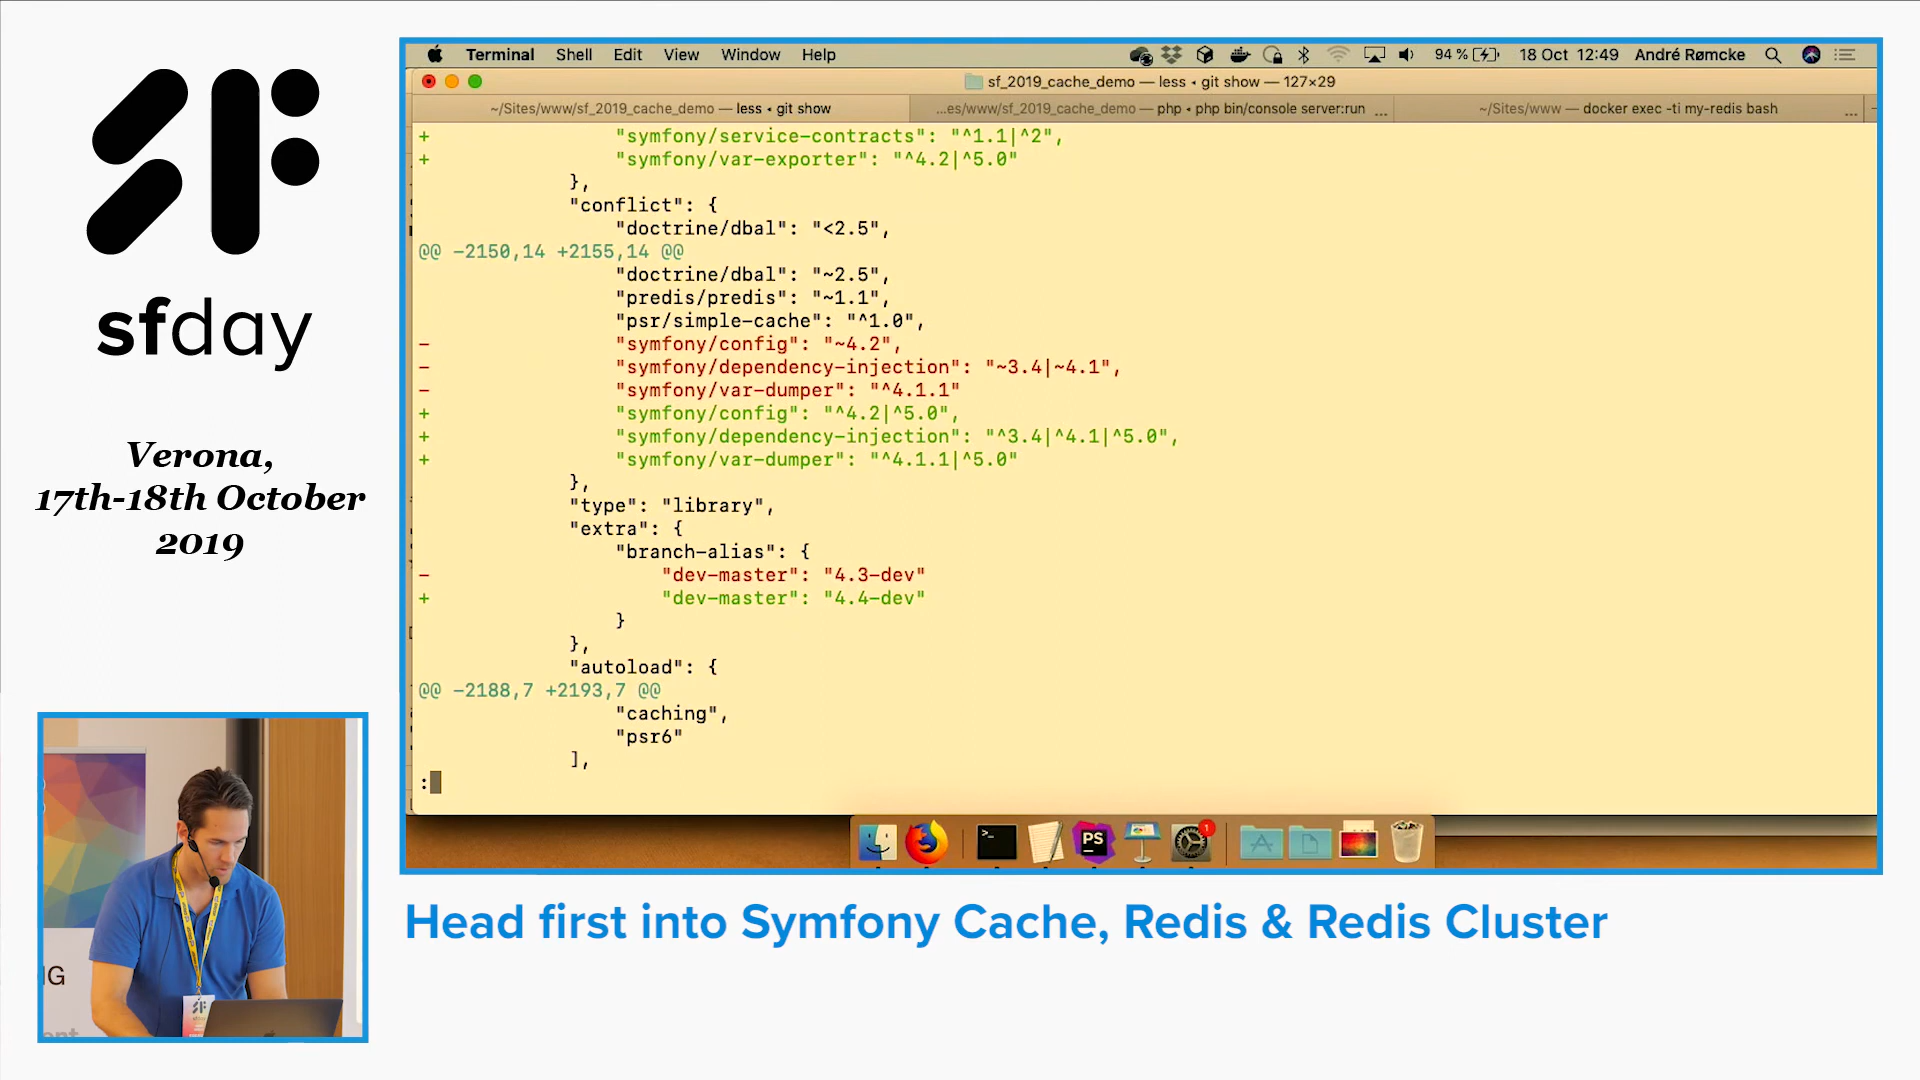 sfday
Verona,
17th-18th October
2019
Terminal Shell Edit View Window Help 94 % 18 Oct 12:49 André Rømcke
sf_2019_cache_demo — less ◂ git show — 127×29
~/Sites/www/sf_2019_cache_demo — less ◂ git show
...es/www/sf_2019_cache_demo — php ◂ php bin/console server:run ...
~/Sites/www — docker exec -ti my-redis bash ...
+ "symfony/service-contracts": "^1.1|^2",
+ "symfony/var-exporter": "^4.2|^5.0"
},
"conflict": {
"doctrine/dbal": "<2.5",
@@ -2150,14 +2155,14 @@
"doctrine/dbal": "~2.5",
"predis/predis": "~1.1",
"psr/simple-cache": "^1.0",
- "symfony/config": "~4.2",
- "symfony/dependency-injection": "~3.4|~4.1",
- "symfony/var-dumper": "^4.1.1"
+ "symfony/config": "^4.2|^5.0",
+ "symfony/dependency-injection": "^3.4|^4.1|^5.0",
+ "symfony/var-dumper": "^4.1.1|^5.0"
},
"type": "library",
"extra": {
"branch-alias": {
- "dev-master": "4.3-dev"
+ "dev-master": "4.4-dev"
}
},
"autoload": {
@@ -2188,7 +2193,7 @@
"caching",
"psr6"
],
:
PS
1
Head first into Symfony Cache, Redis & Redis Cluster